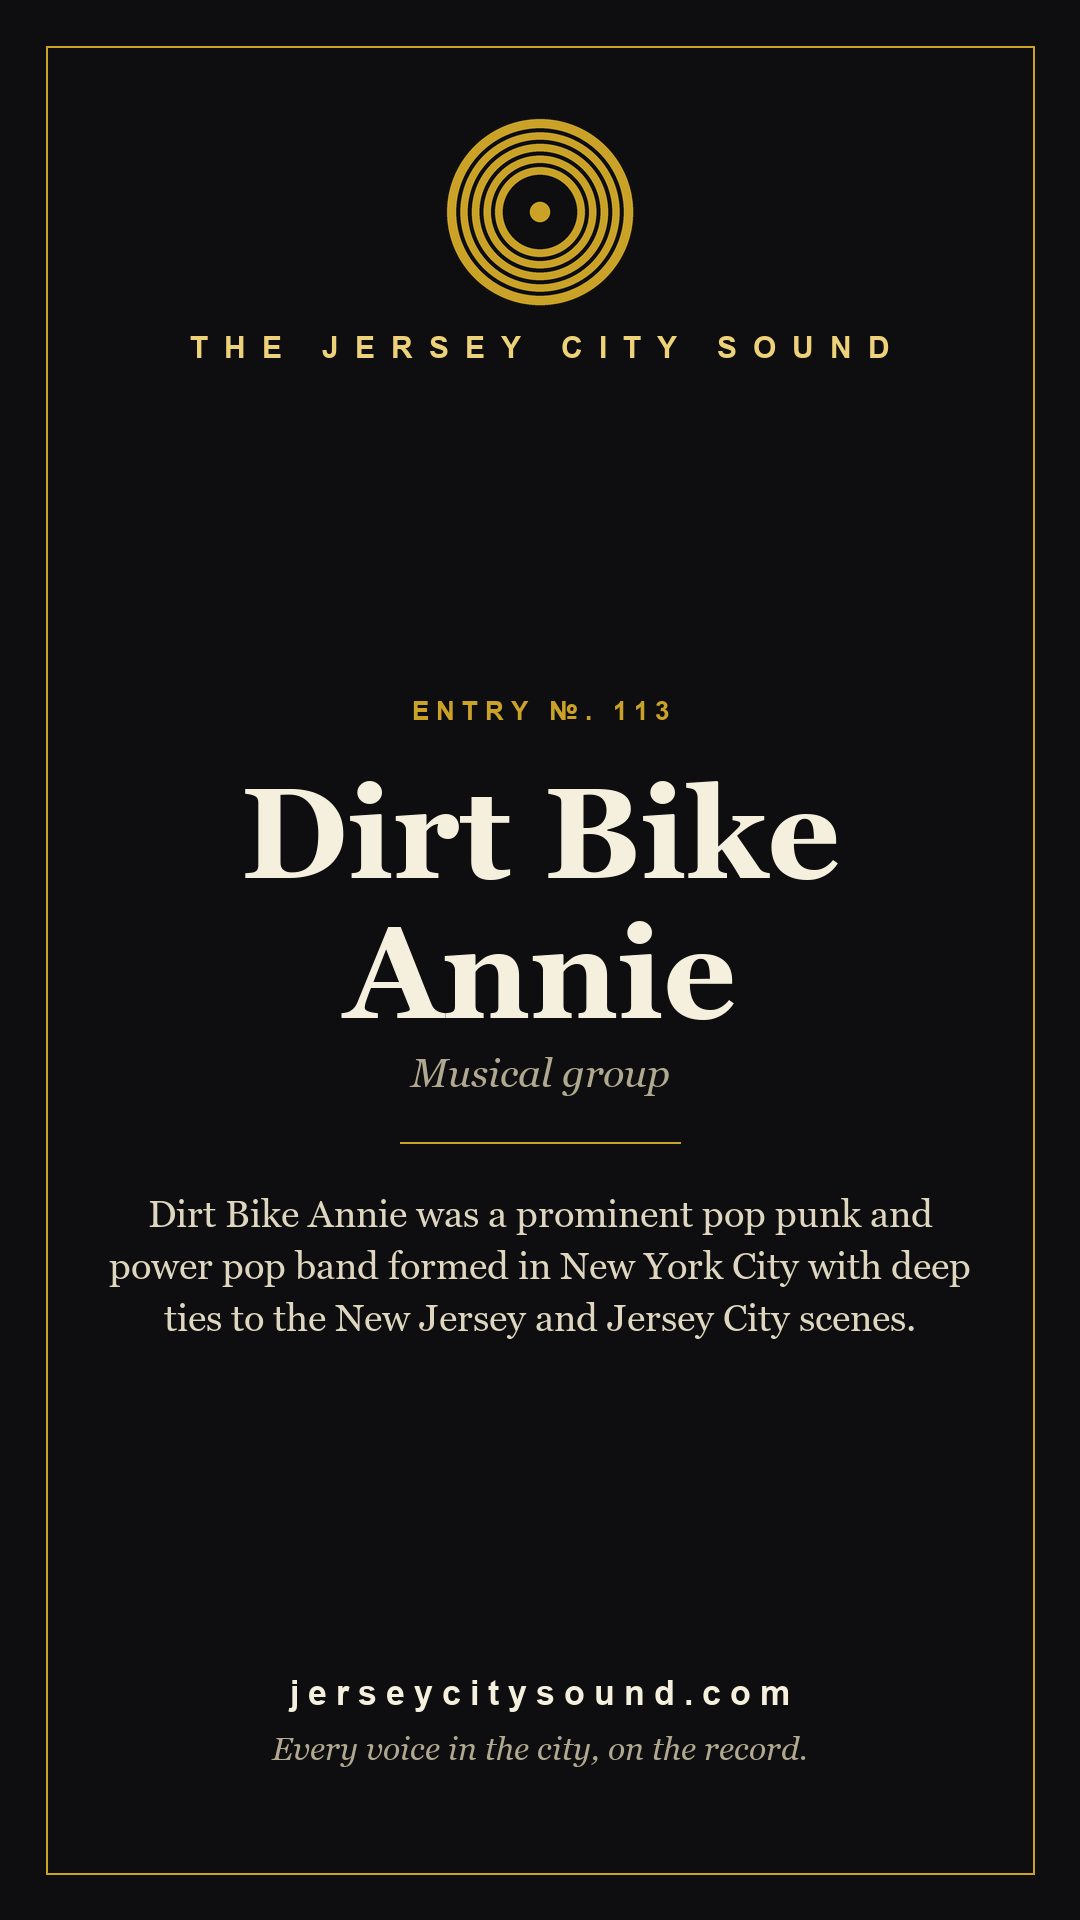 THE JERSEY CITY SOUND
ENTRY №. 113
Dirt Bike
Annie
Musical group
Dirt Bike Annie was a prominent pop punk and
power pop band formed in New York City with deep
ties to the New Jersey and Jersey City scenes.
jerseycitysound.com
Every voice in the city, on the record.